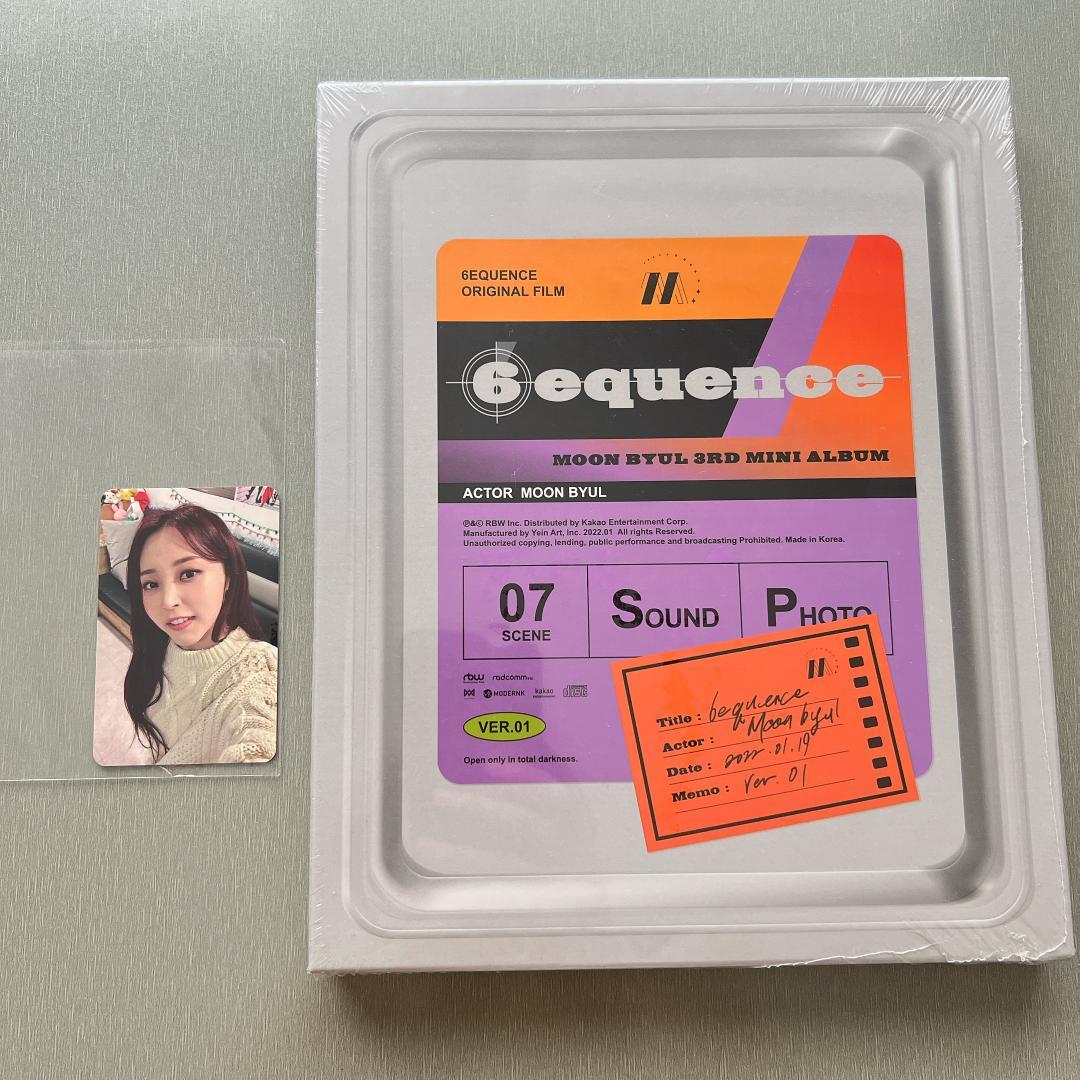 6EQUENCE
ORIGINAL FILM
6equence
MOON BYUL 3RD MINI ALBUM
ACTOR MOON BYUL
℗&© RBW Inc. Distributed by Kakao Entertainment Corp.
Manufactured by Yein Art, Inc. 2022.01 All rights Reserved.
Unauthorized copying, lending, public performance and broadcasting Prohibited. Made in Korea.
07
SCENE
SOUND
PHOTO
rbw radcomm
MODERNK kakao disc
VER.01
Open only in total darkness.
Title : 6equence
Actor : Moon byul
Date : 2022.01.19
Memo : Ver. 01